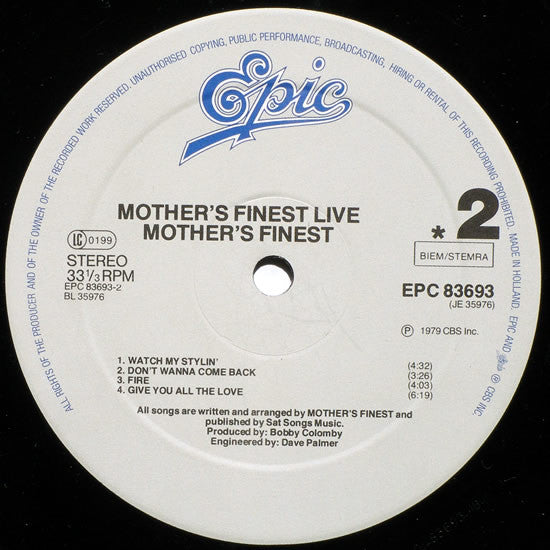 ALL RIGHTS OF THE PRODUCER AND OF THE OWNER OF THE RECORDED WORK RESERVED. UNAUTHORISED COPYING, PUBLIC PERFORMANCE, BROADCASTING, HIRING OR RENTAL OF THIS RECORDING PROHIBITED. MADE IN HOLLAND. EPIC AND ARE ® CBS INC.
Epic
MOTHER'S FINEST LIVE
MOTHER'S FINEST
* 2
LC 0199
BIEM/STEMRA
STEREO
33 1/3 RPM
EPC 83693-2
BL 35976
EPC 83693
(JE 35976)
Ⓟ 1979 CBS Inc.
1. WATCH MY STYLIN' (4:32)
2. DON'T WANNA COME BACK (3:26)
3. FIRE (4:03)
4. GIVE YOU ALL THE LOVE (6:19)
All songs are written and arranged by MOTHER'S FINEST and
published by Sat Songs Music.
Produced by: Bobby Colomby
Engineered by: Dave Palmer